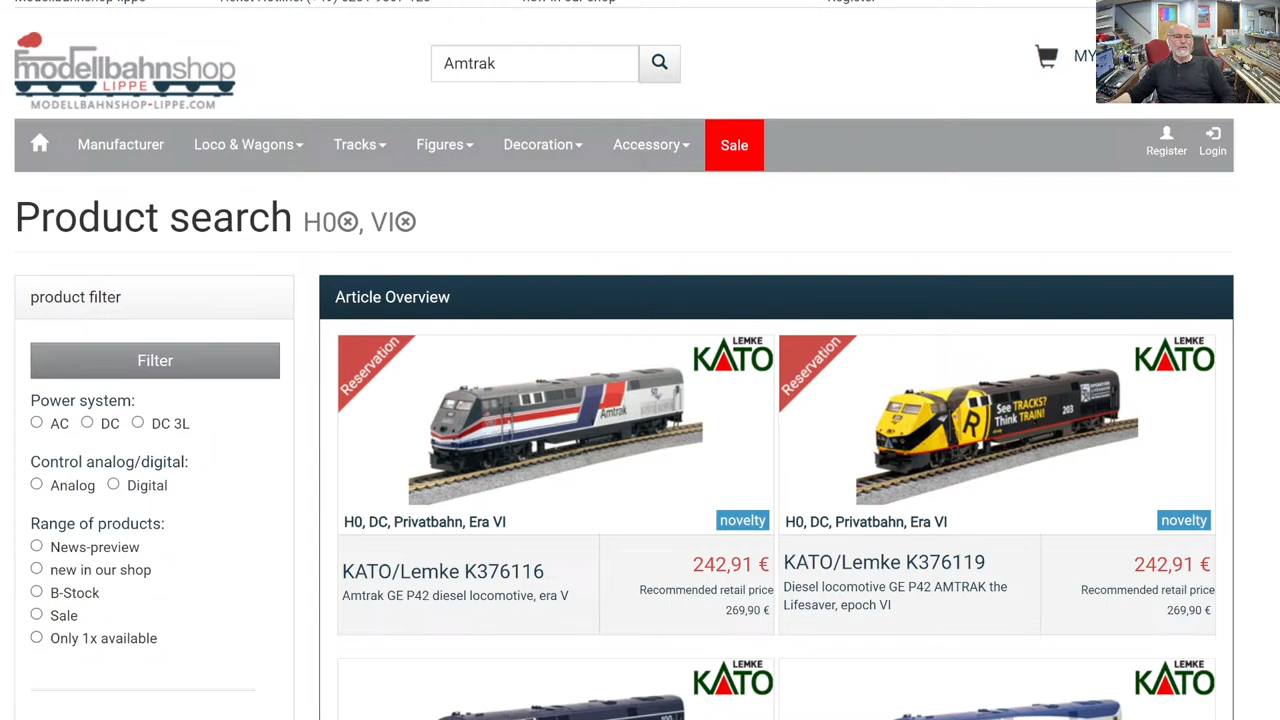 Amtrak
MY
modellbahnshop
LIPPE
MODELLBAHNSHOP-LIPPE.COM
Manufacturer
Loco & Wagons
Tracks
Figures
Decoration
Accessory
Sale
Register
Login
Product search H0, VI
product filter
Article Overview
Filter
Power system:
AC DC DC 3L
Control analog/digital:
Analog Digital
Range of products:
News-preview
new in our shop
B-Stock
Sale
Only 1x available
Reservation
LEMKE
KATO
Amtrak
H0, DC, Privatbahn, Era VI
novelty
KATO/Lemke K376116
Amtrak GE P42 diesel locomotive, era V
242,91 €
Recommended retail price
269,90 €
Reservation
LEMKE
KATO
See TRACKS?
Think TRAIN!
203
R
H0, DC, Privatbahn, Era VI
novelty
KATO/Lemke K376119
Diesel locomotive GE P42 AMTRAK the
Lifesaver, epoch VI
242,91 €
Recommended retail price
269,90 €
LEMKE
KATO
LEMKE
KATO